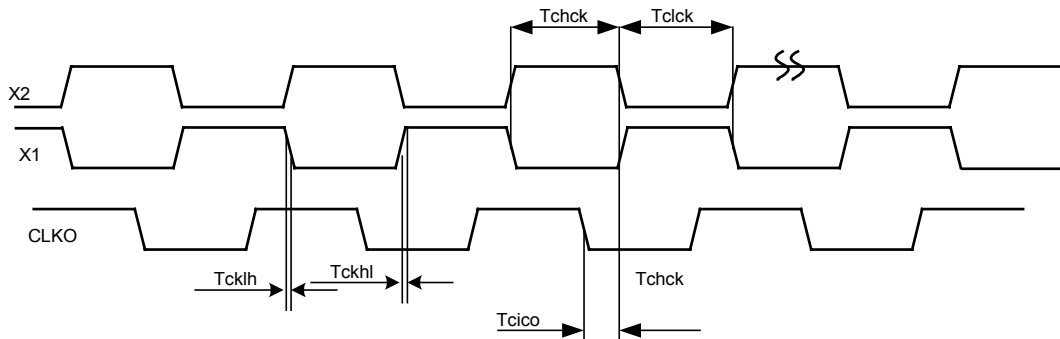 Tchck
Tclck
X2
X1
CLKO
Tcklh
Tckhl
Tchck
Tcico